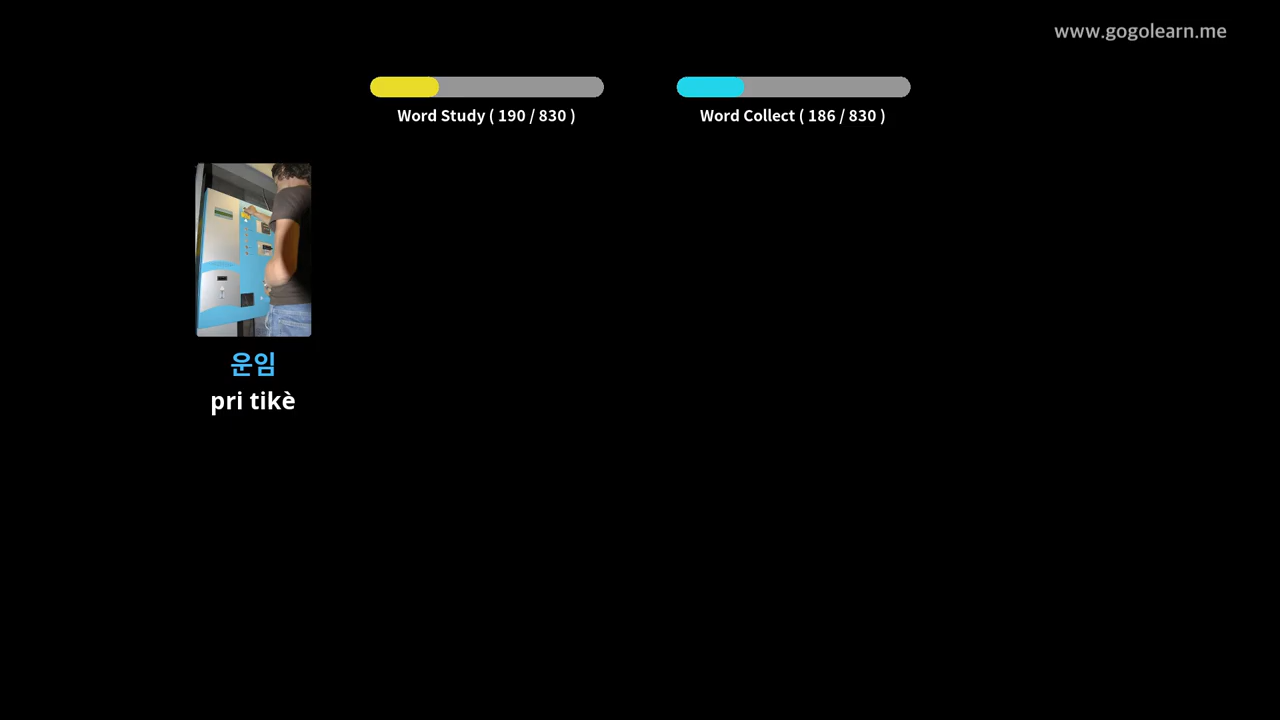 www.gogolearn.me
Word Study ( 190 / 830 )
Word Collect ( 186 / 830 )
운임
pri tikè